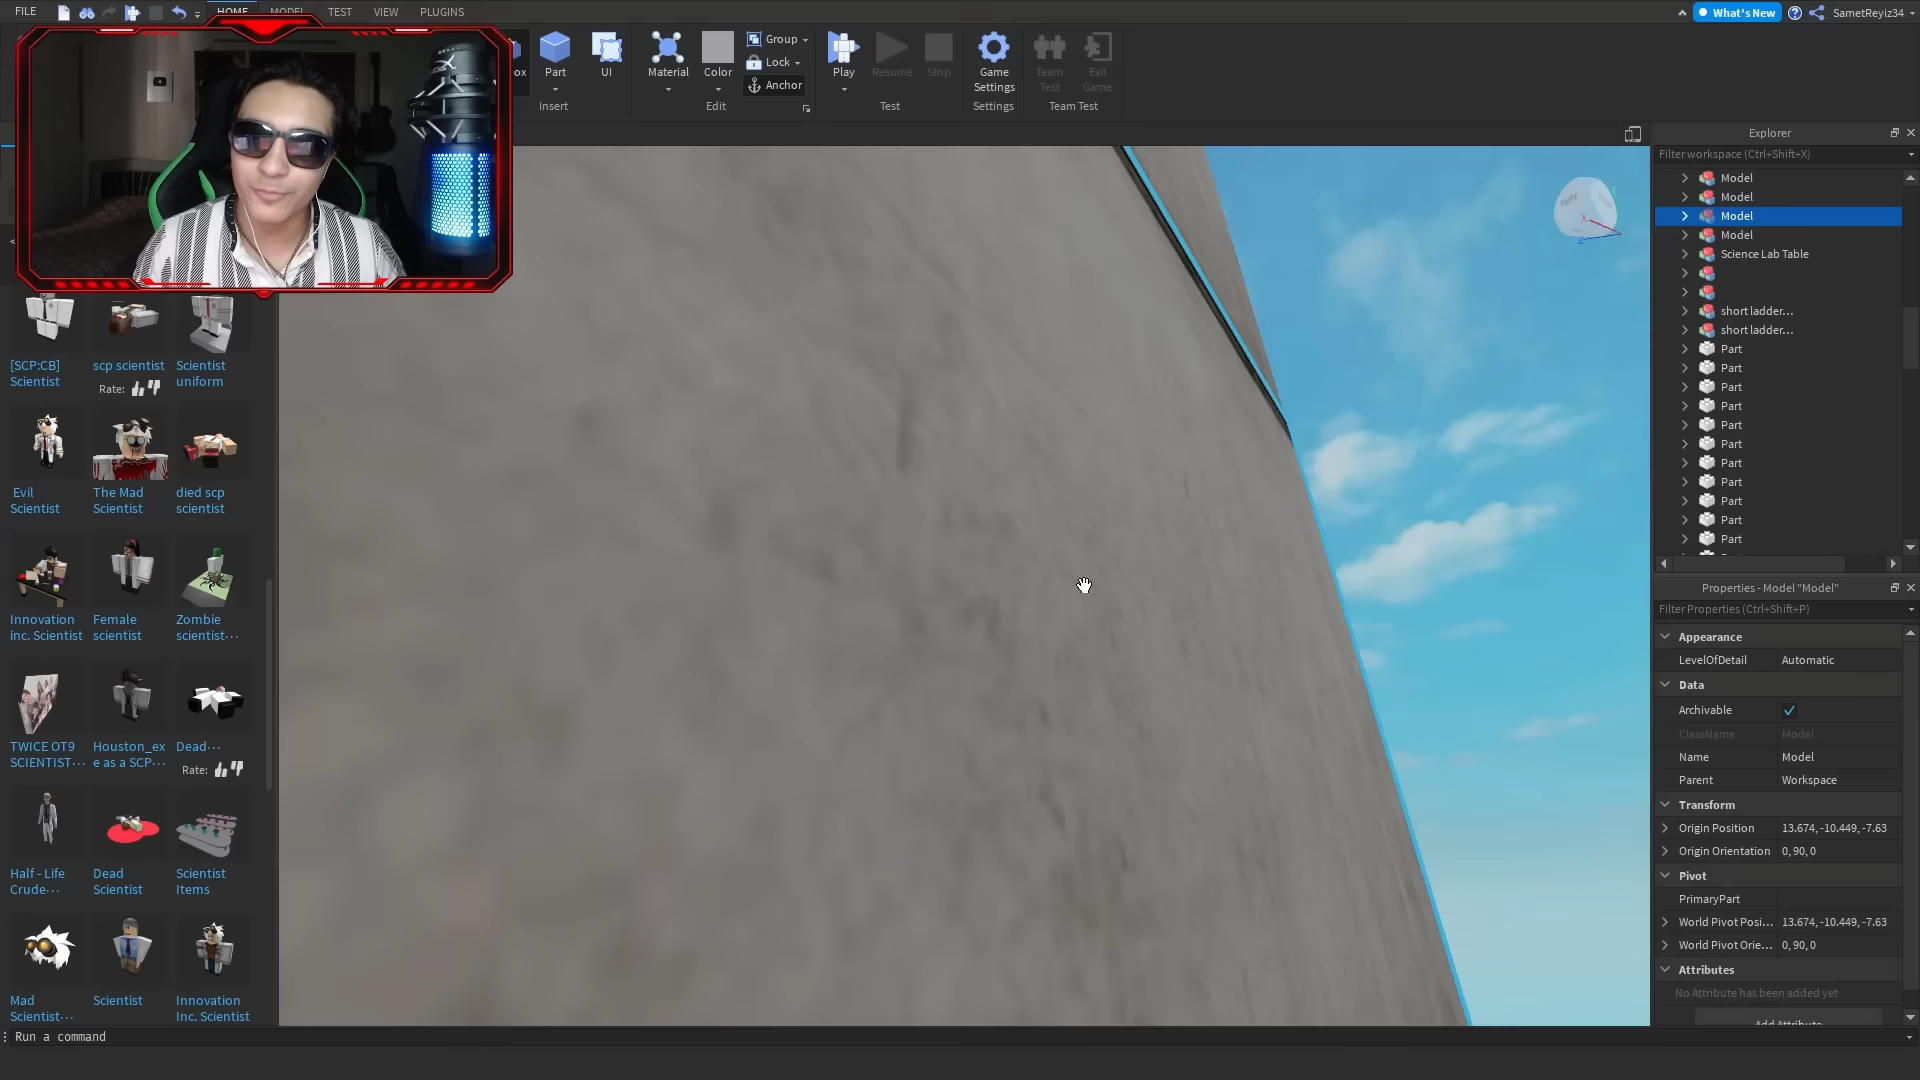 FILE
HOME
MODEL
TEST
VIEW
PLUGINS
What's New
SametReyiz34
ox
Part
UI
Insert
Material
Color
Group
Lock
Anchor
Edit
Play
Resume
Stop
Test
Game
Settings
Settings
Team
Test
Exit
Game
Team Test
[SCP:CB]
Scientist
scp scientist
Rate:
Scientist
uniform
Evil
Scientist
The Mad
Scientist
died scp
scientist
Innovation
inc. Scientist
Female
scientist
Zombie
scientist...
TWICE OT9
SCIENTIST...
Houston_ex
e as a SCP...
Dead...
Rate:
Half - Life
Crude...
Dead
Scientist
Scientist
Items
Mad
Scientist...
Scientist
Innovation
Inc. Scientist
Run a command
Explorer
Filter workspace (Ctrl+Shift+X)
Model
Model
Model
Model
Science Lab Table
short ladder...
short ladder...
Part
Part
Part
Part
Part
Part
Part
Part
Part
Part
Part
Properties - Model "Model"
Filter Properties (Ctrl+Shift+P)
Appearance
LevelOfDetail Automatic
Data
Archivable
ClassName Model
Name Model
Parent Workspace
Transform
Origin Position 13.674, -10.449, -7.63
Origin Orientation 0, 90, 0
Pivot
PrimaryPart
World Pivot Posi... 13.674, -10.449, -7.63
World Pivot Orie... 0, 90, 0
Attributes
No Attribute has been added yet
Add Attribute